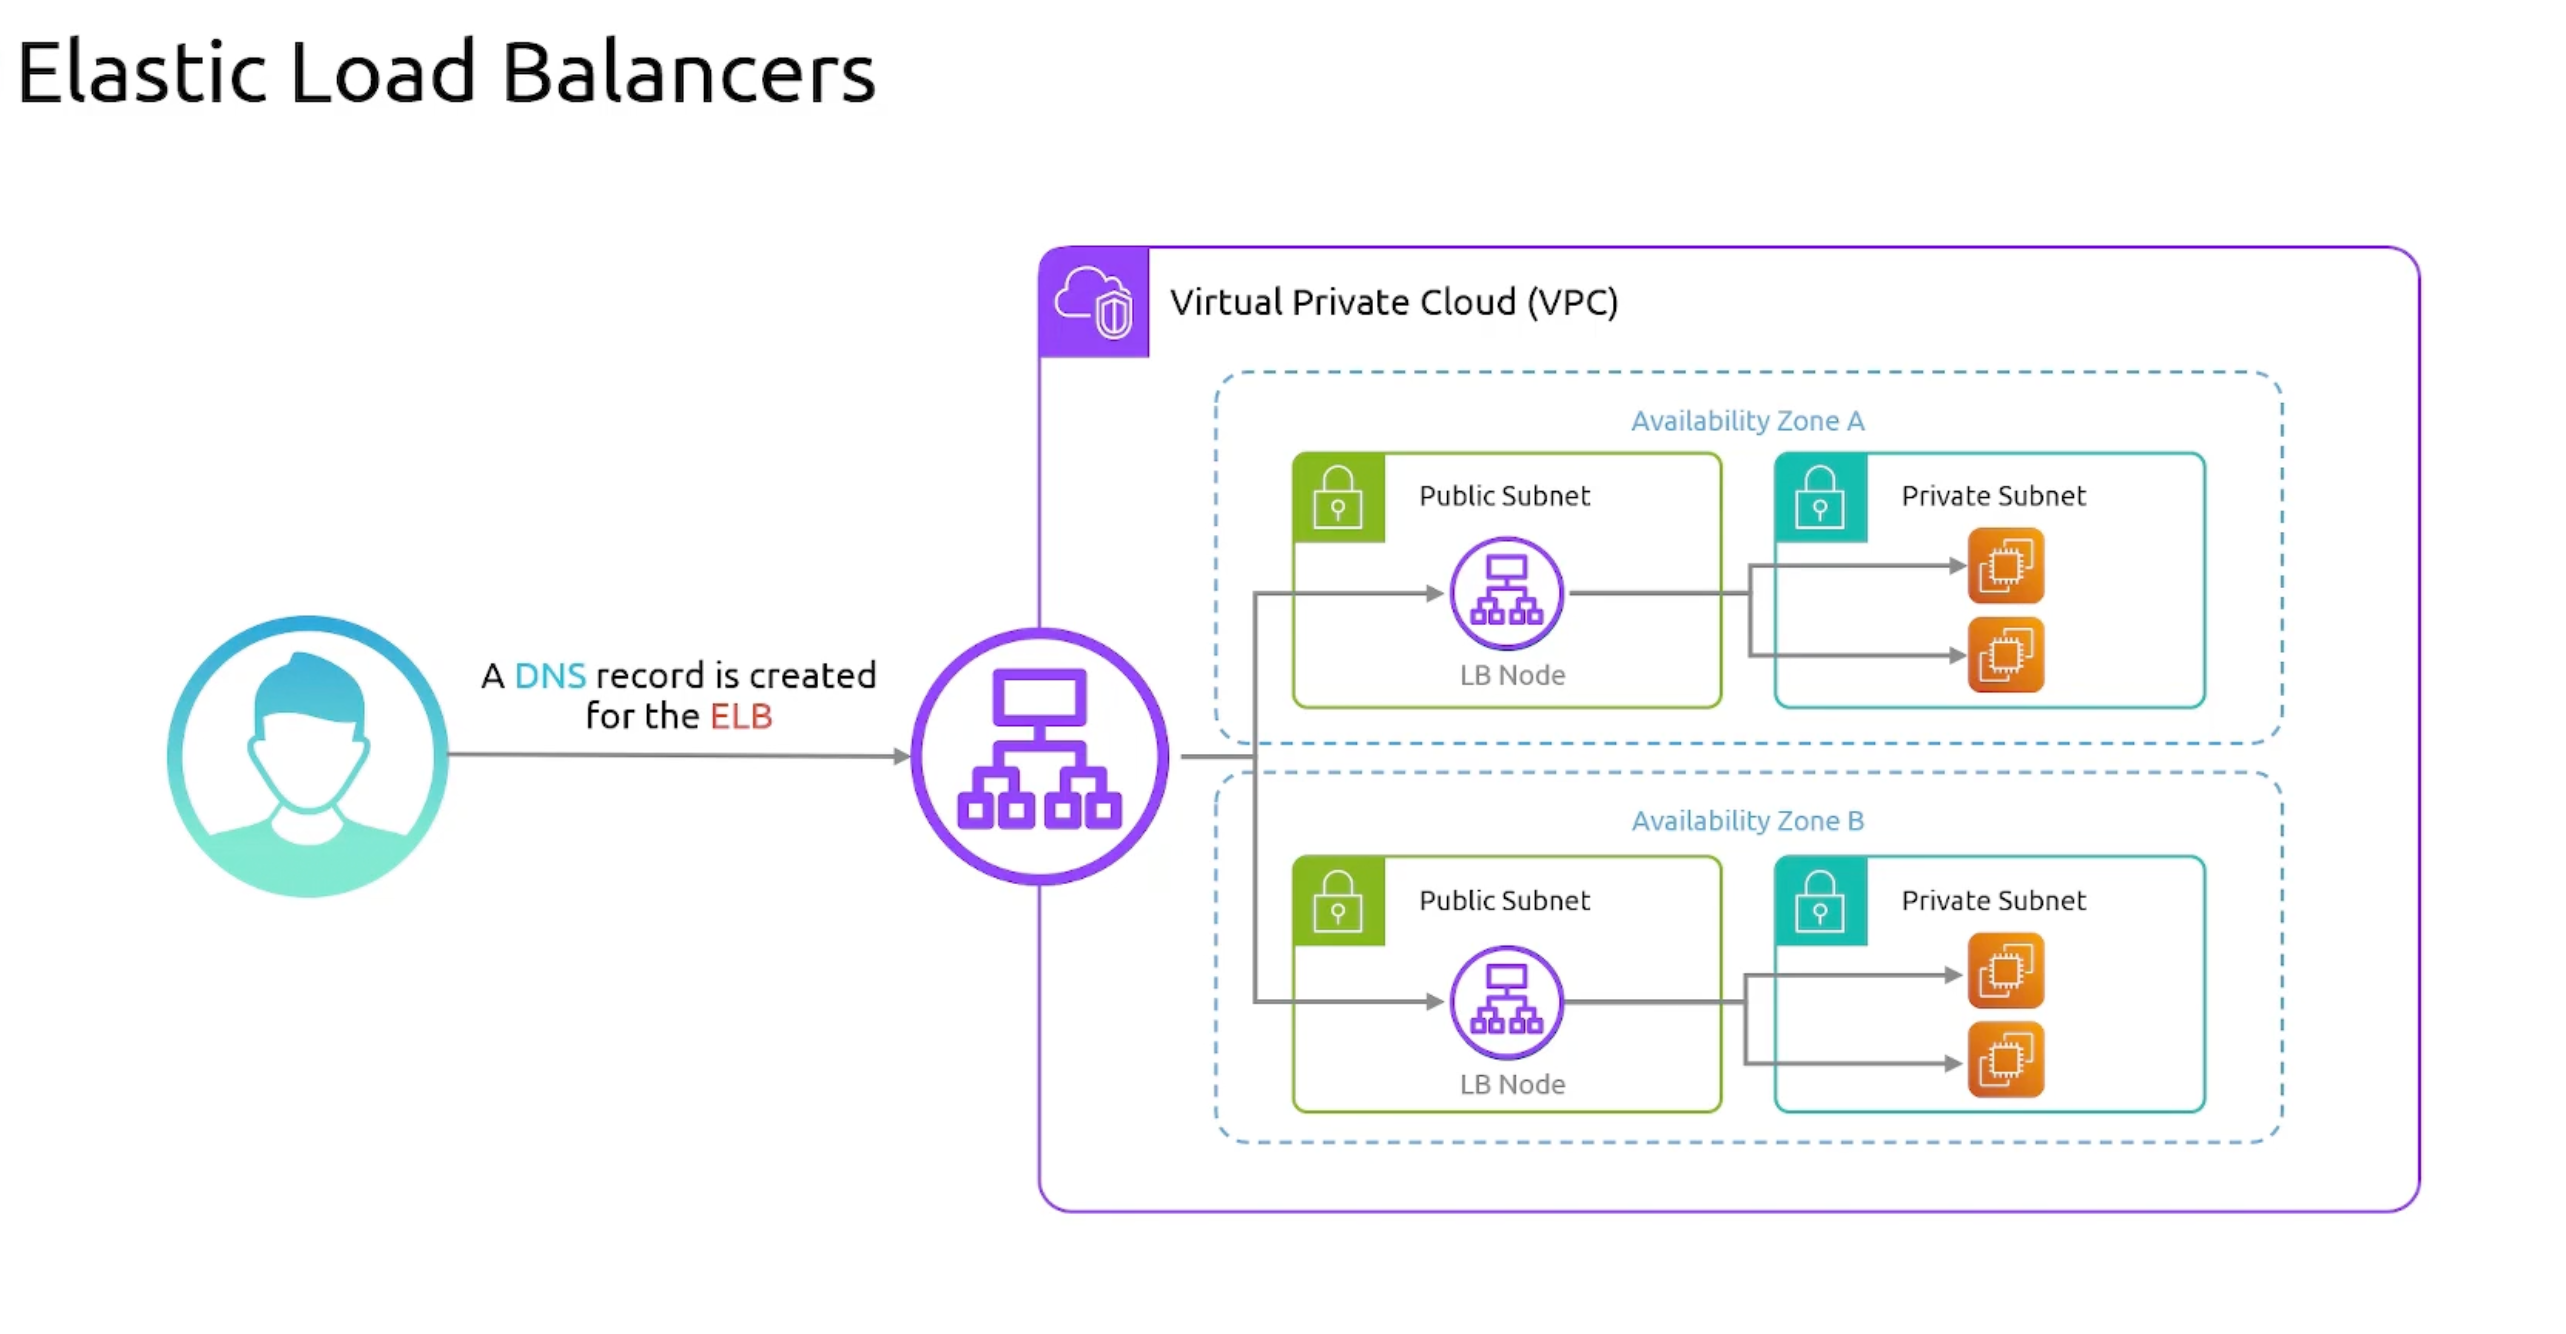 Elastic Load Balancers
Virtual Private Cloud (VPC)
A DNS record is created
for the ELB
Availability Zone A
Public Subnet
LB Node
Private Subnet
Availability Zone B
Public Subnet
LB Node
Private Subnet